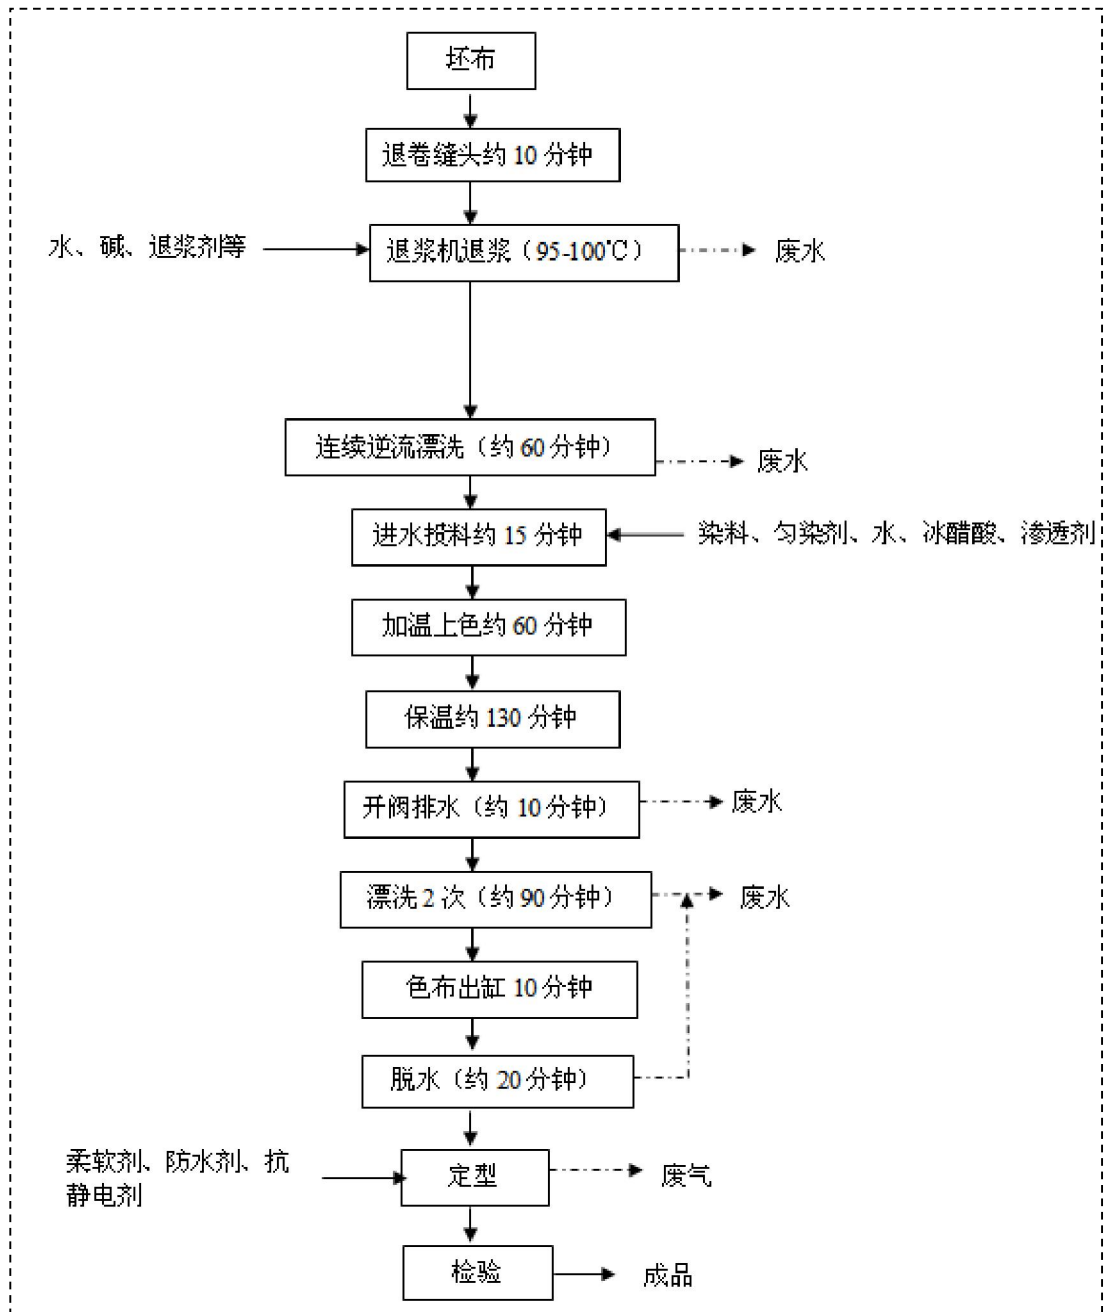 坯布
退卷缝头约 10 分钟
水、碱、退浆剂等
退浆机退浆（95-100℃）
废水
连续逆流漂洗（约 60 分钟）
废水
进水投料约 15 分钟
染料、匀染剂、水、冰醋酸、渗透剂
加温上色约 60 分钟
保温约 130 分钟
开阀排水（约 10 分钟）
废水
漂洗 2 次（约 90 分钟）
废水
色布出缸 10 分钟
脱水（约 20 分钟）
柔软剂、防水剂、抗
静电剂
定型
废气
检验
成品